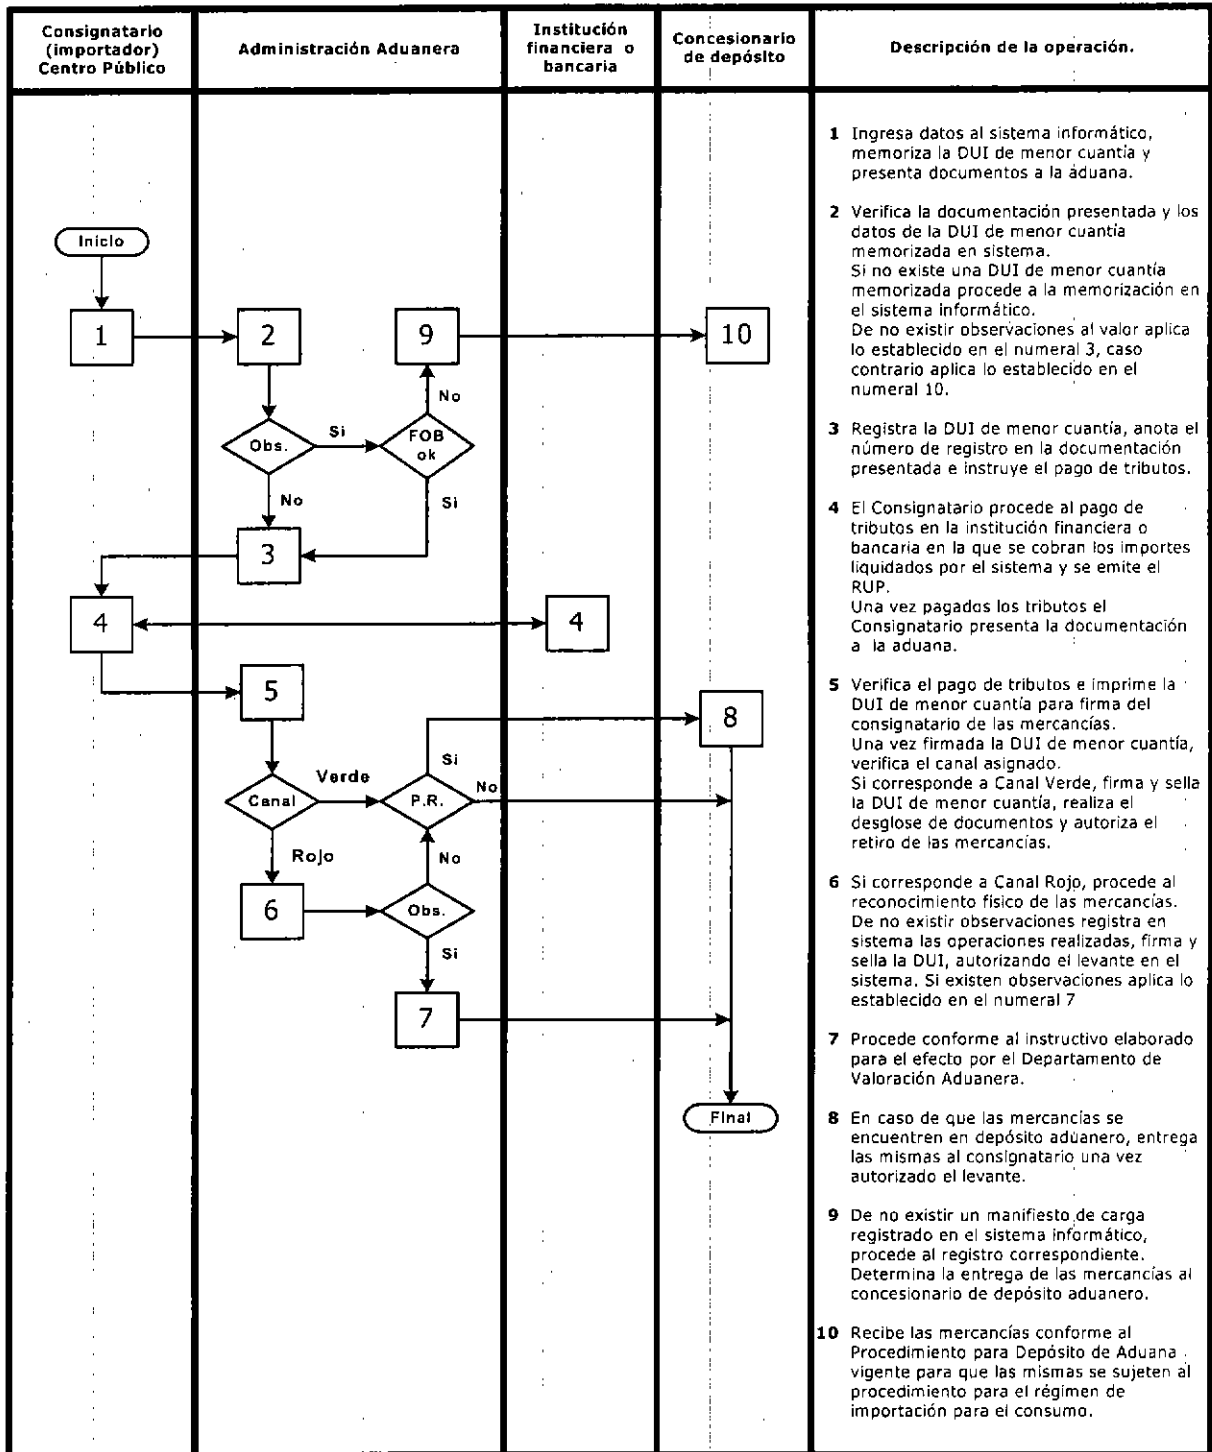 Consignatario
(importador)
Centro Público
Administración Aduanera
Institución
financiera o
bancaria
Concesionario
de depósito
Descripción de la operación.
Inicio
1
2
9
10
No
Obs.
Si
FOB
ok
No
Si
3
4
4
5
8
Si
Verde
Canal
P.R.
No
Rojo
No
6
Obs.
Si
7
Final
1 Ingresa datos al sistema informático,
memoriza la DUI de menor cuantía y
presenta documentos a la aduana.
2 Verifica la documentación presentada y los
datos de la DUI de menor cuantía
memorizada en sistema.
Si no existe una DUI de menor cuantía
memorizada procede a la memorización en
el sistema informático.
De no existir observaciones al valor aplica
lo establecido en el numeral 3, caso
contrario aplica lo establecido en el
numeral 10.
3 Registra la DUI de menor cuantía, anota el
número de registro en la documentación
presentada e instruye el pago de tributos.
4 El Consignatario procede al pago de
tributos en la institución financiera o
bancaria en la que se cobran los importes
liquidados por el sistema y se emite el
RUP.
Una vez pagados los tributos el
Consignatario presenta la documentación
a la aduana.
5 Verifica el pago de tributos e imprime la
DUI de menor cuantía para firma del
consignatario de las mercancías.
Una vez firmada la DUI de menor cuantía,
verifica el canal asignado.
Si corresponde a Canal Verde, firma y sella
la DUI de menor cuantía, realiza el
desglose de documentos y autoriza el
retiro de las mercancías.
6 Si corresponde a Canal Rojo, procede al
reconocimiento físico de las mercancías.
De no existir observaciones registra en
sistema las operaciones realizadas, firma y
sella la DUI, autorizando el levante en el
sistema. Si existen observaciones aplica lo
establecido en el numeral 7
7 Procede conforme al instructivo elaborado
para el efecto por el Departamento de
Valoración Aduanera.
8 En caso de que las mercancías se
encuentren en depósito aduanero, entrega
las mismas al consignatario una vez
autorizado el levante.
9 De no existir un manifiesto de carga
registrado en el sistema informático,
procede al registro correspondiente.
Determina la entrega de las mercancías al
concesionario de depósito aduanero.
10 Recibe las mercancías conforme al
Procedimiento para Depósito de Aduana
vigente para que las mismas se sujeten al
procedimiento para el régimen de
importación para el consumo.